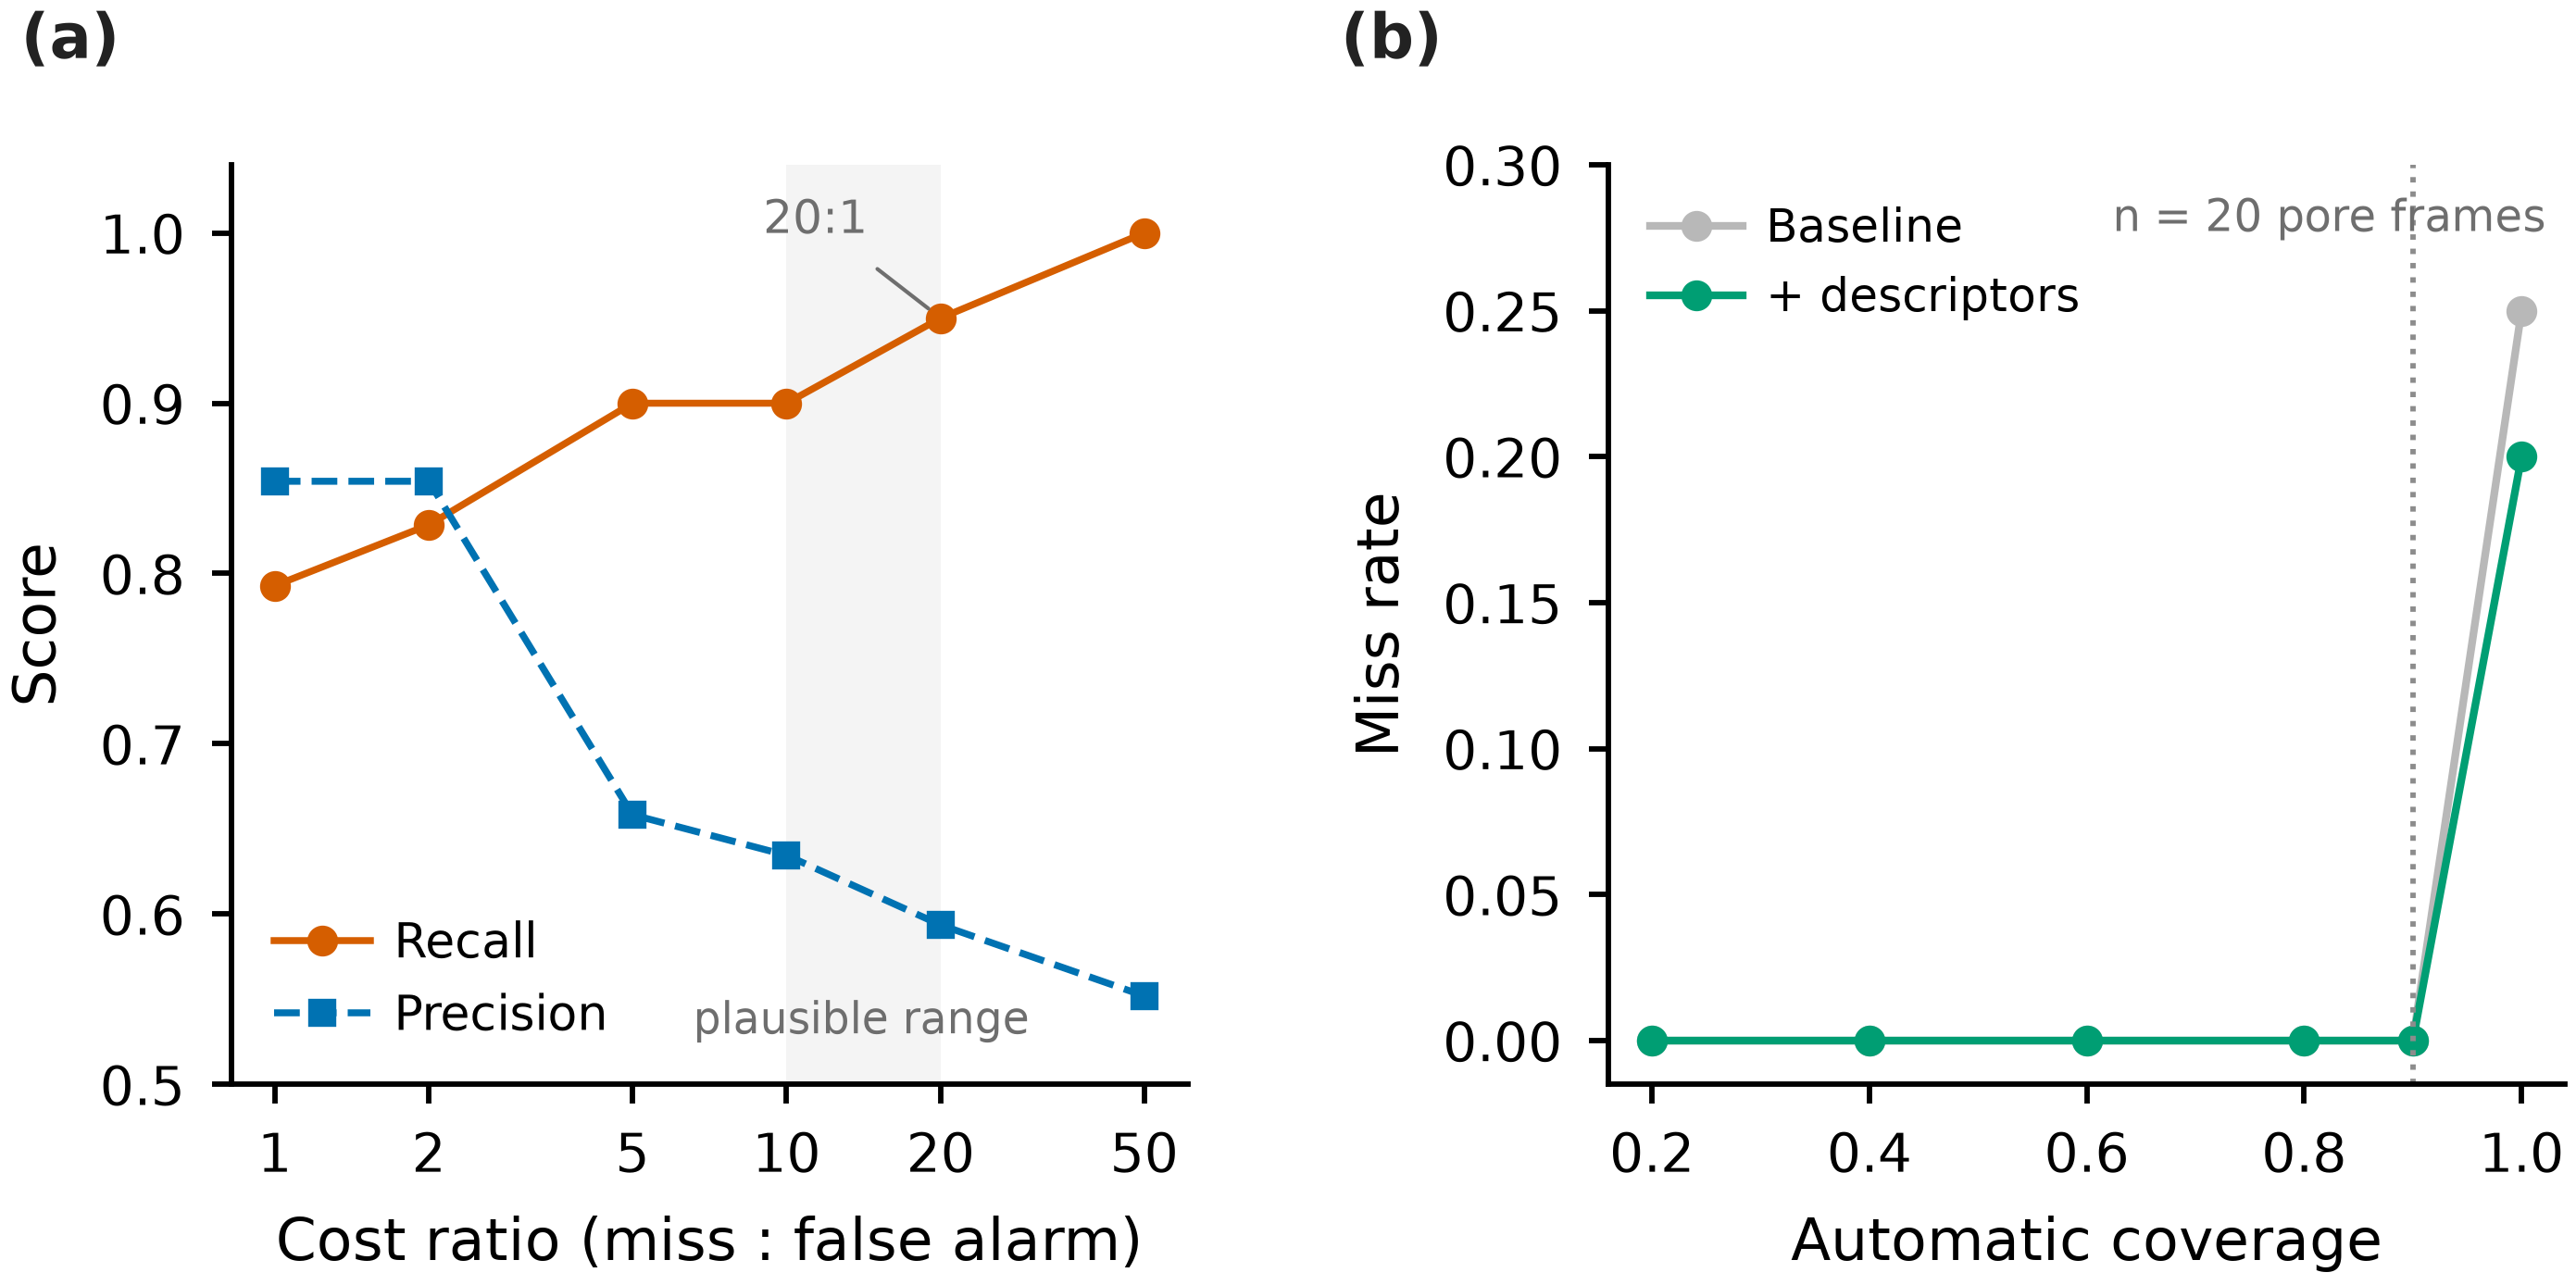 (a)
20:1
1.0
0.9
0.8
0.7
0.6
0.5
Score
Recall
Precision
plausible range
1 2 5 10 20 50
Cost ratio (miss : false alarm)
(b)
0.30
0.25
0.20
0.15
0.10
0.05
0.00
Miss rate
Baseline
+ descriptors
n = 20 pore frames
0.2 0.4 0.6 0.8 1.0
Automatic coverage